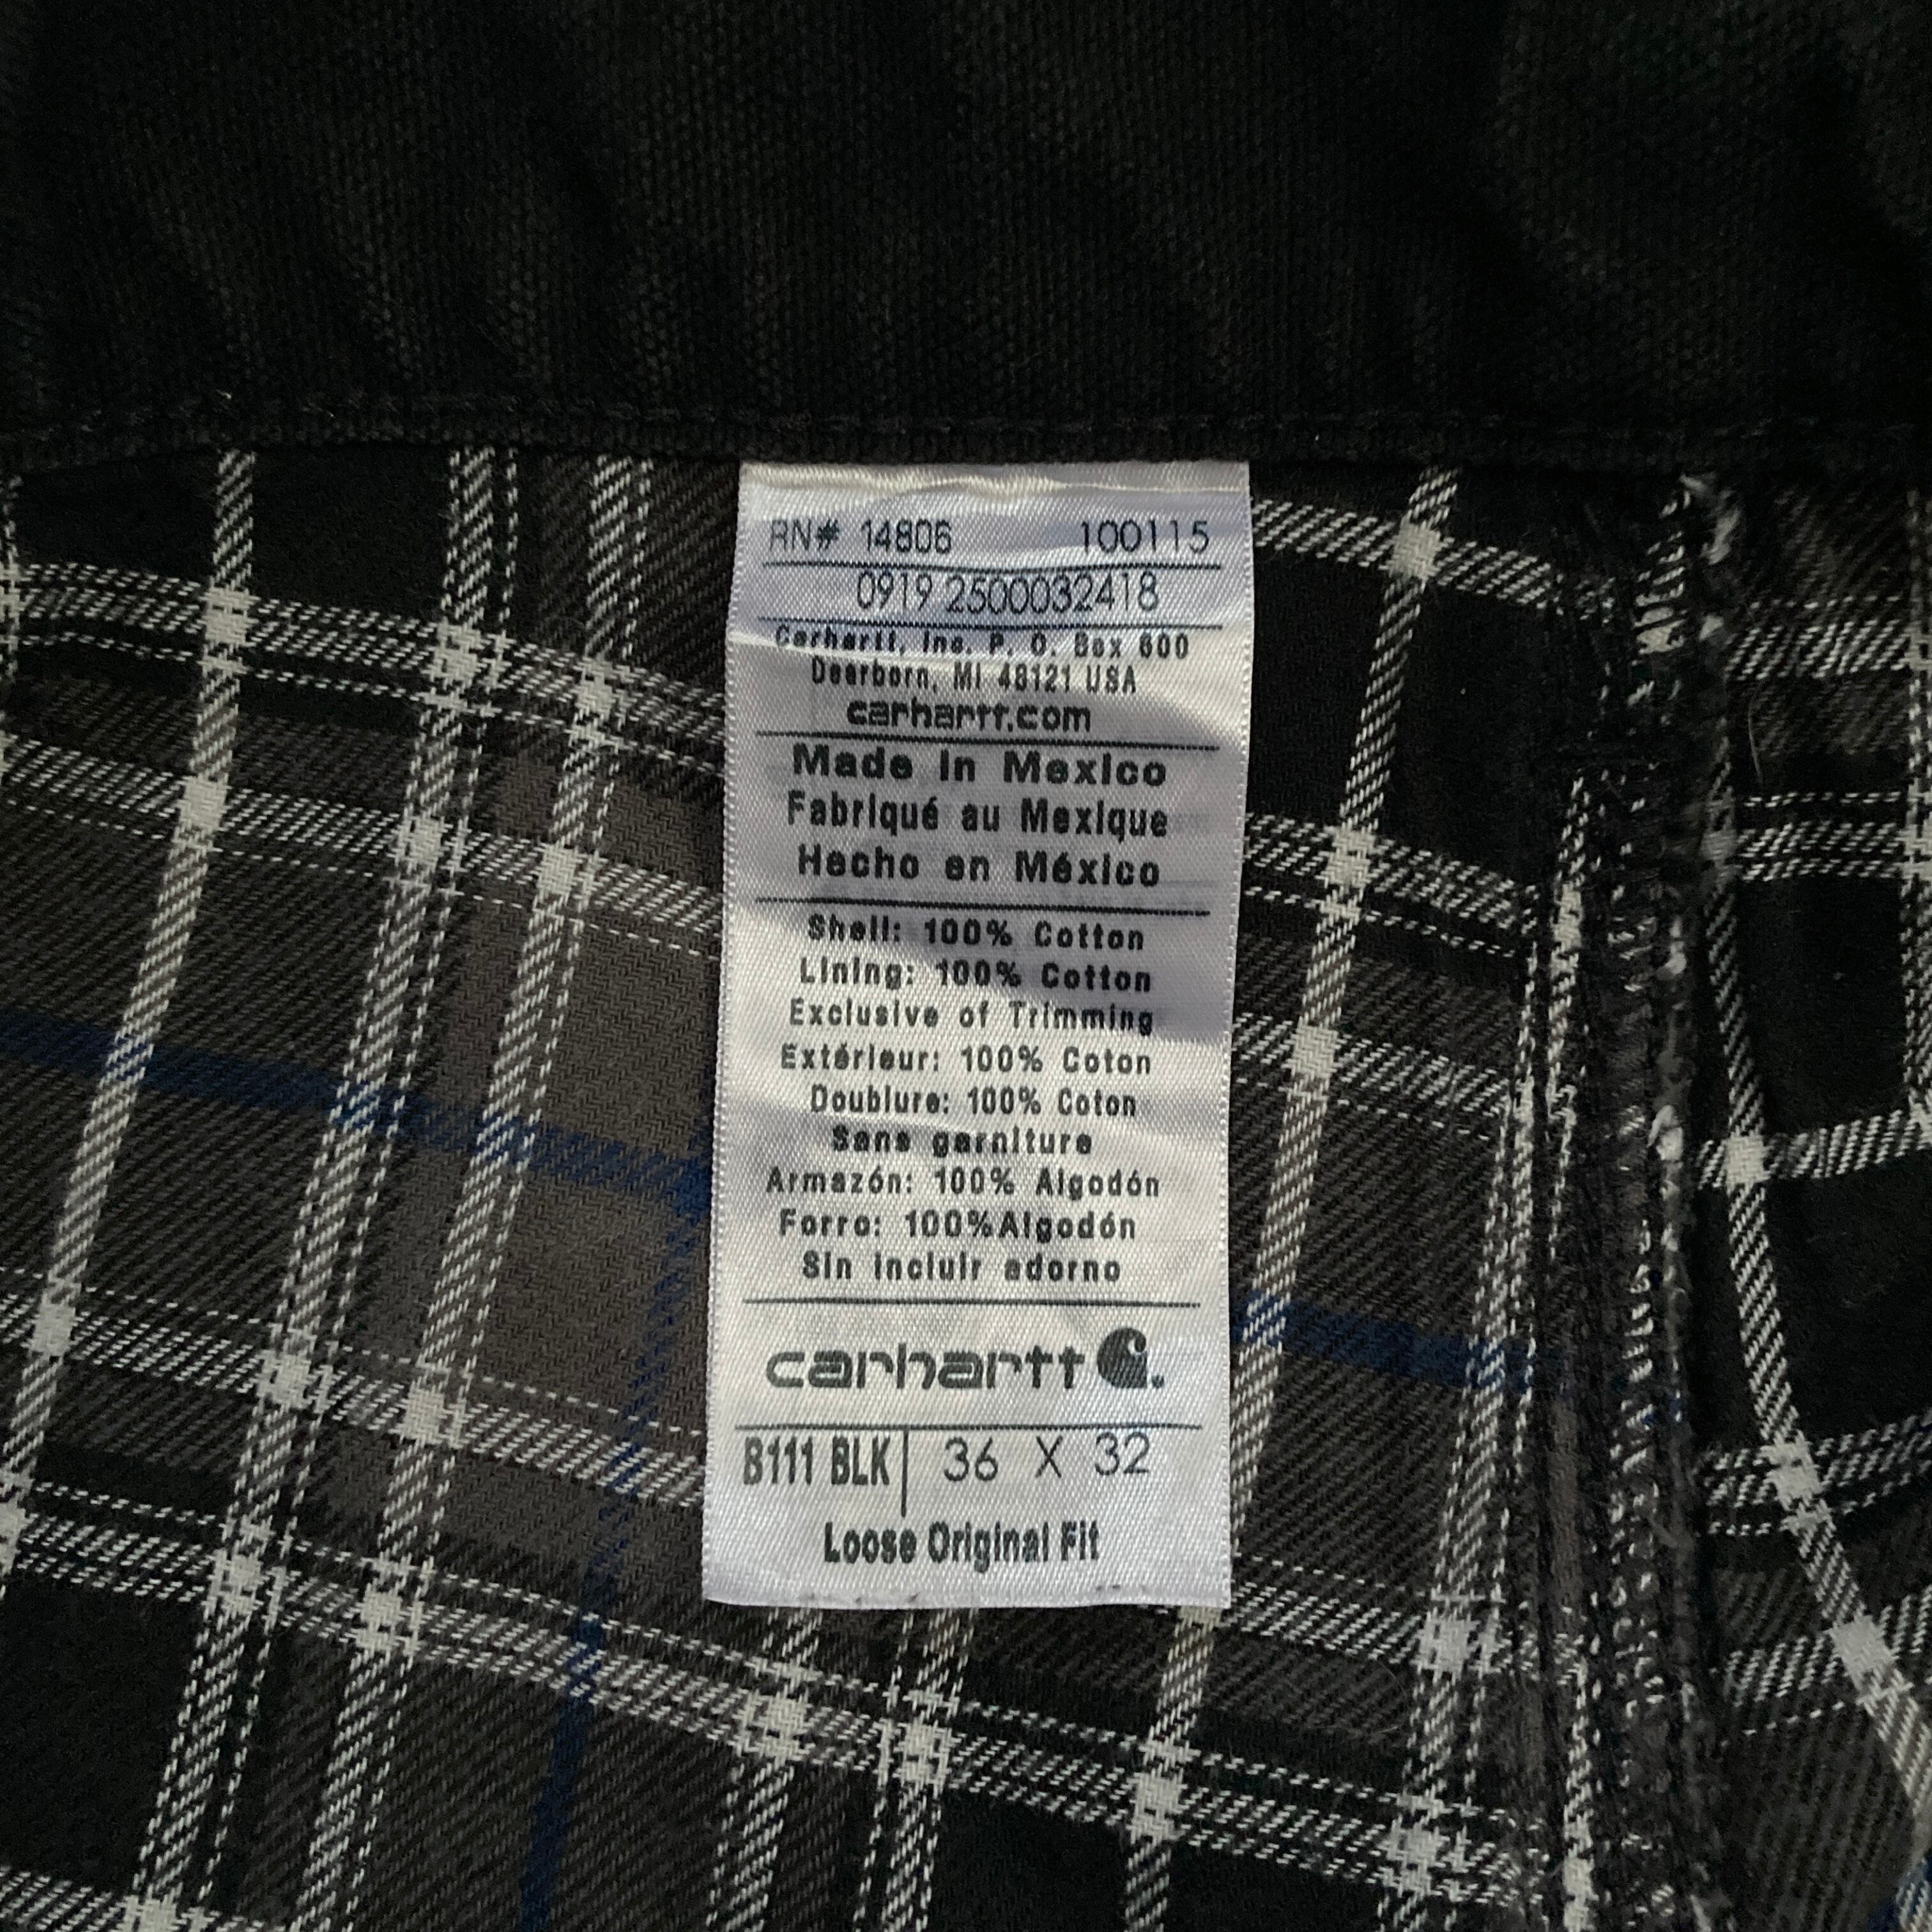 RN# 14806 100115
0919 2500032418
Carhartt, Inc. P. O. Box 600
Dearborn, MI 48121 USA
carhartt.com
Made in Mexico
Fabriqué au Mexique
Hecho en México
Shell: 100% Cotton
Lining: 100% Cotton
Exclusive of Trimming
Extérieur: 100% Coton
Doublure: 100% Coton
Sans garniture
Armazón: 100% Algodón
Forro: 100%Algodón
Sin incluir adorno
carhartt
B111 BLK 36 X 32
Loose Original Fit